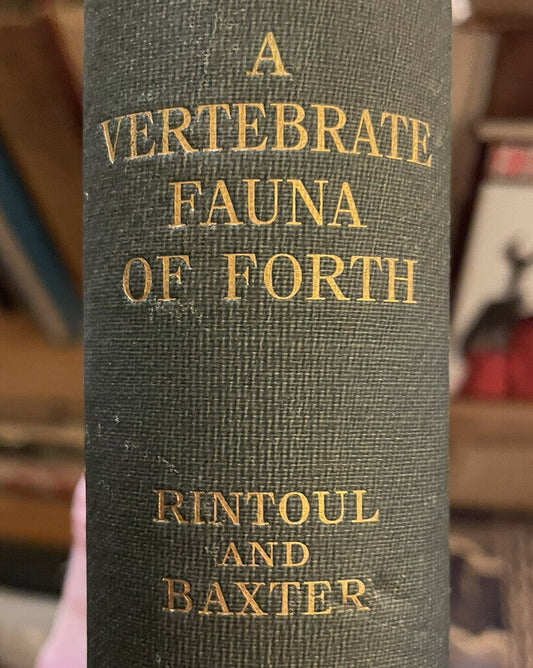 A
VERTEBRATE
FAUNA
OF FORTH
RINTOUL
AND
BAXTER